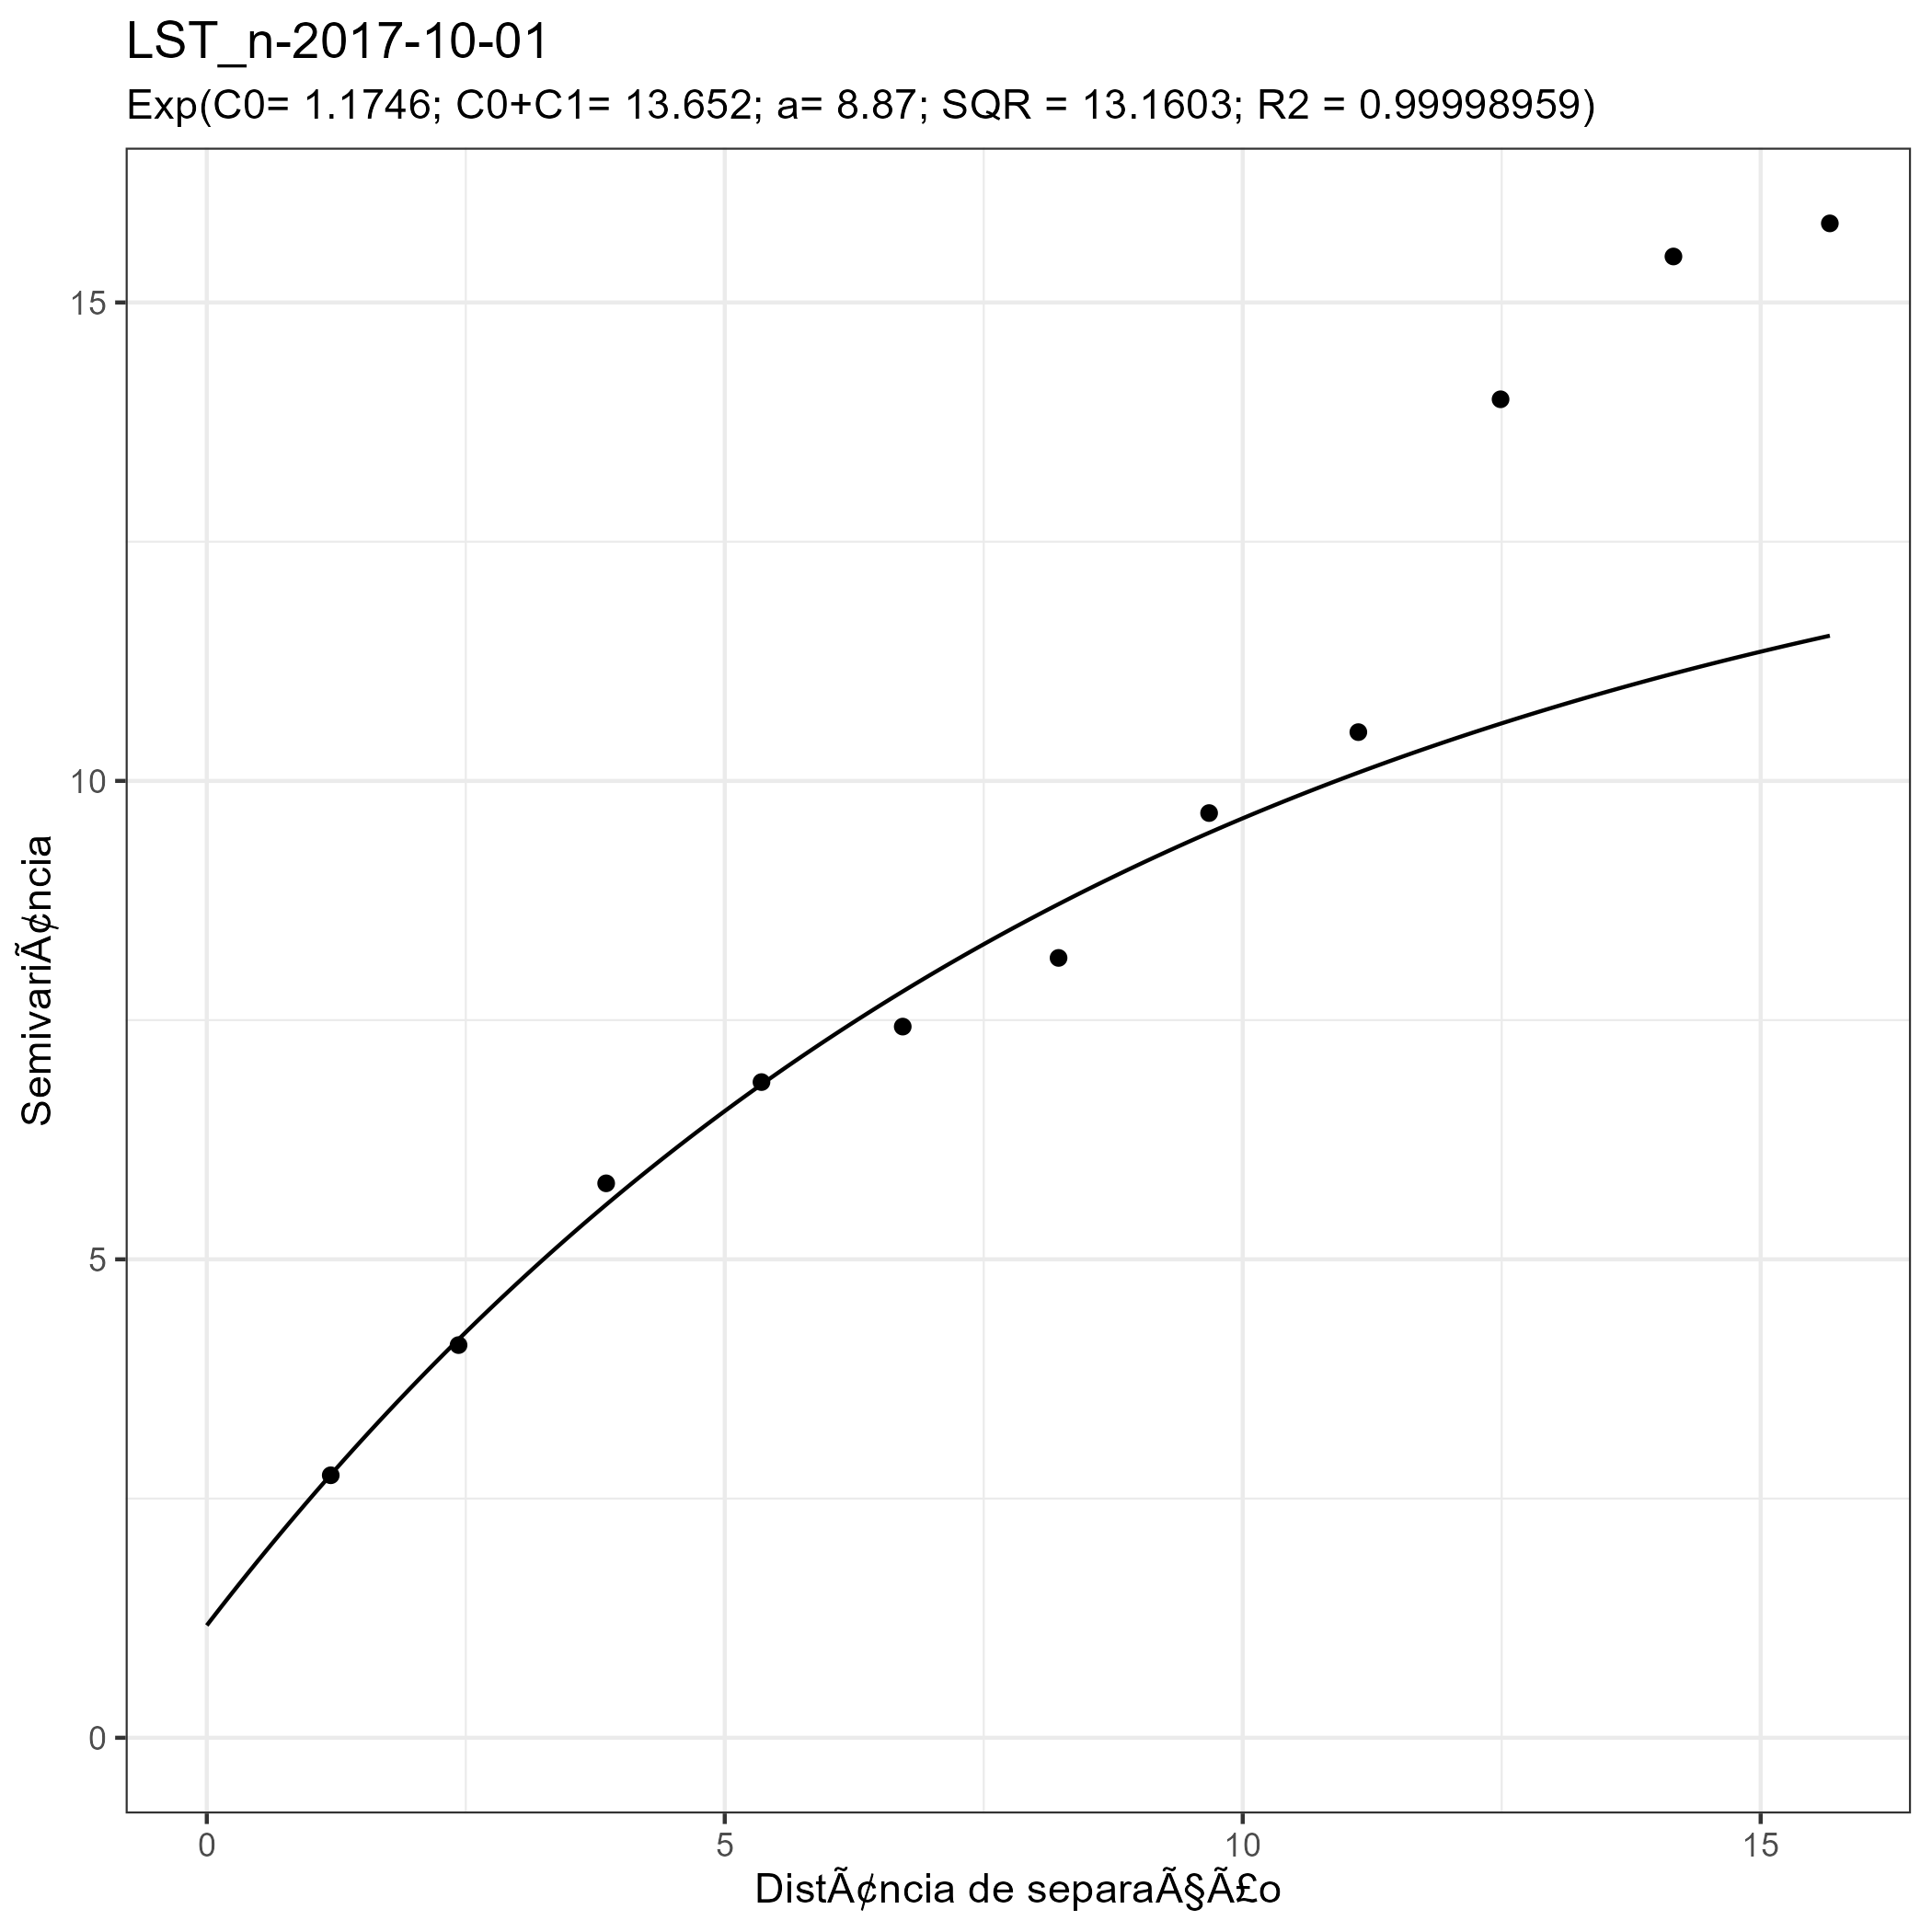 LST_n-2017-10-01
Exp(C0= 1.1746; C0+C1= 13.652; a= 8.87; SQR = 13.1603; R2 = 0.99998959)
SemivariÃ¢ncia
15
10
5
0
0 5 10 15
DistÃ¢ncia de separaÃ§Ã£o